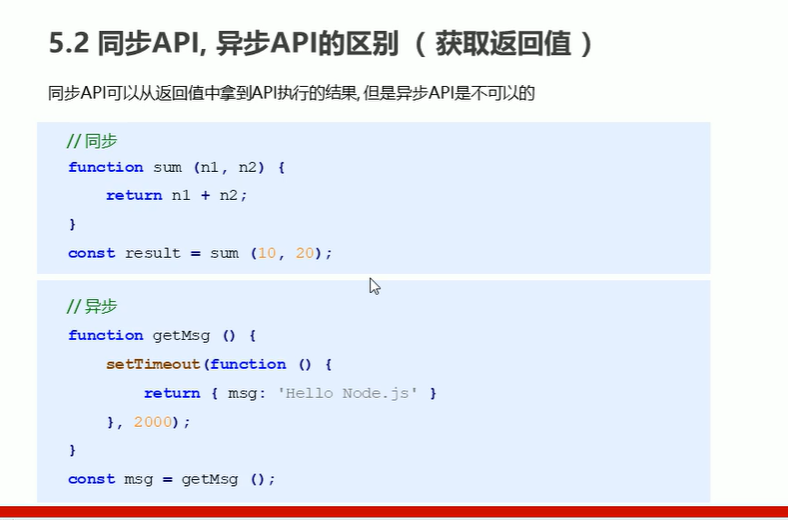 5.2 同步API, 异步API的区别 ( 获取返回值 )
同步API可以从返回值中拿到API执行的结果, 但是异步API是不可以的
// 同步
function sum (n1, n2) {
    return n1 + n2;
}
const result = sum (10, 20);
// 异步
function getMsg () {
    setTimeout(function () {
        return { msg: 'Hello Node.js' }
    }, 2000);
}
const msg = getMsg ();